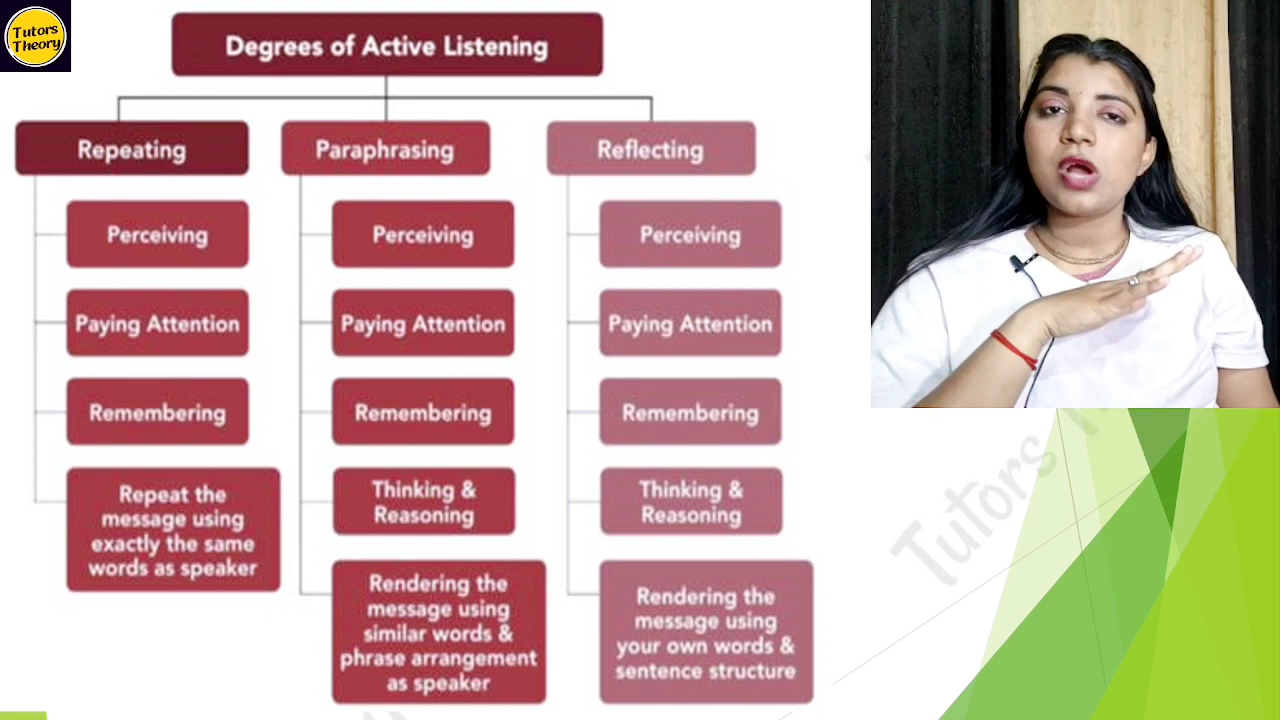 Tutors
Theory
Degrees of Active Listening
Repeating
Perceiving
Paying Attention
Remembering
Repeat the
message using
exactly the same
words as speaker
Paraphrasing
Perceiving
Paying Attention
Remembering
Thinking &
Reasoning
Rendering the
message using
similar words &
phrase arrangement
as speaker
Reflecting
Perceiving
Paying Attention
Remembering
Thinking &
Reasoning
Rendering the
message using
your own words &
sentence structure
Tutors